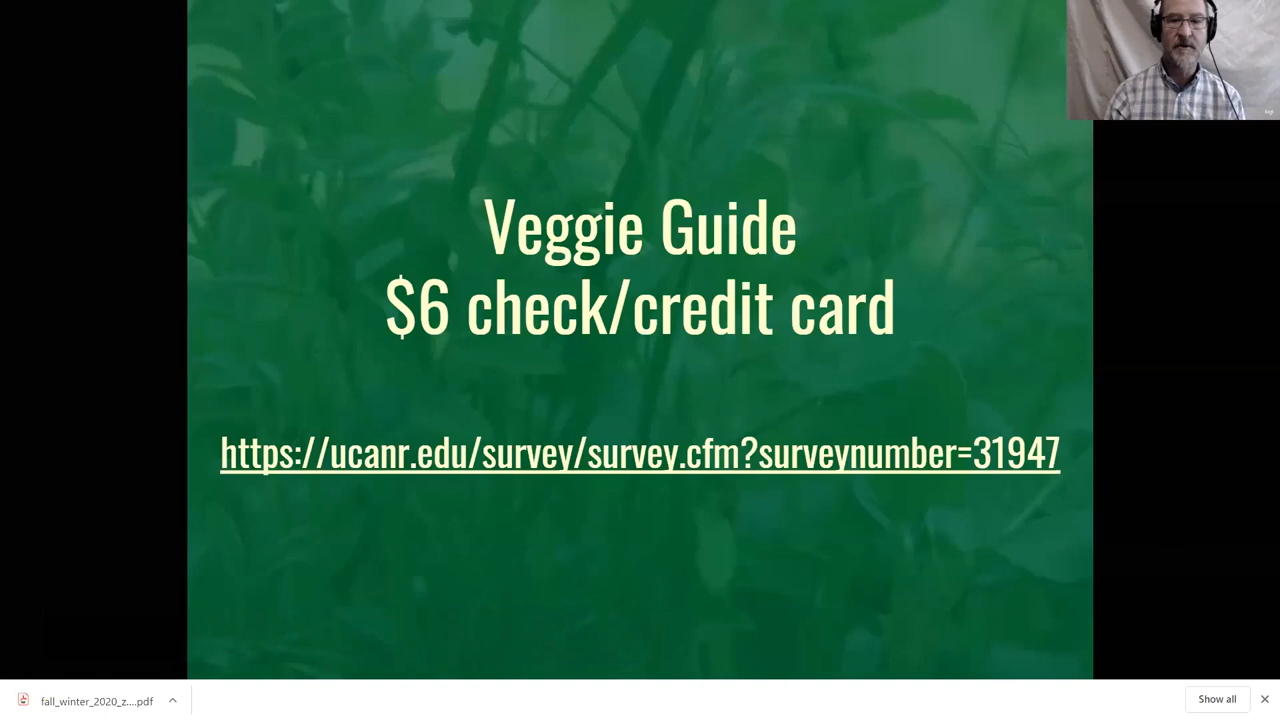 Veggie Guide
$6 check/credit card
https://ucanr.edu/survey/survey.cfm?surveynumber=31947
fall_winter_2020_z....pdf
Show all